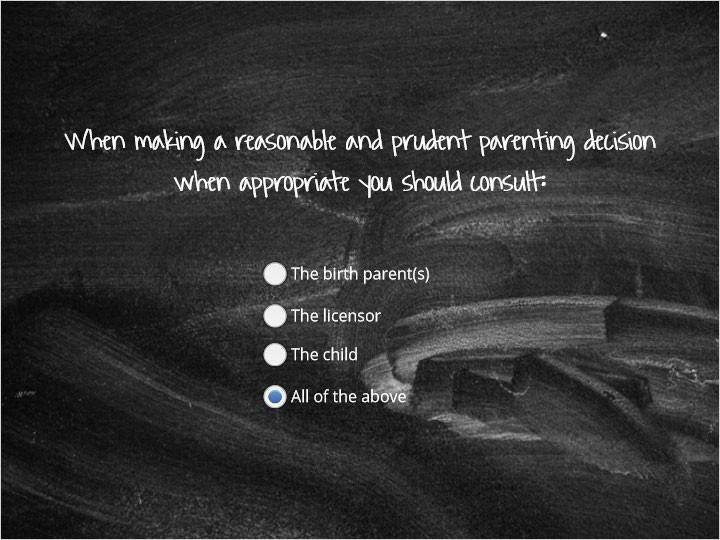 When making a reasonable and prudent parenting decision
when appropriate you should consult:
The birth parent(s)
The licensor
The child
All of the above